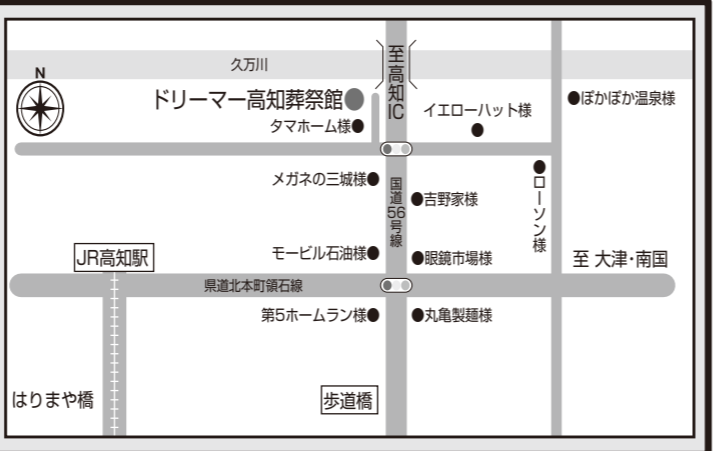 久万川
至高知IC
N
ドリーマー高知葬祭館
タマホーム様
イエローハット様
ぽかぽか温泉様
メガネの三城様
国道56号線
吉野家様
ローソン様
JR高知駅
モービル石油様
眼鏡市場様
至 大津・南国
県道北本町領石線
第5ホームラン様
丸亀製麺様
はりまや橋
歩道橋